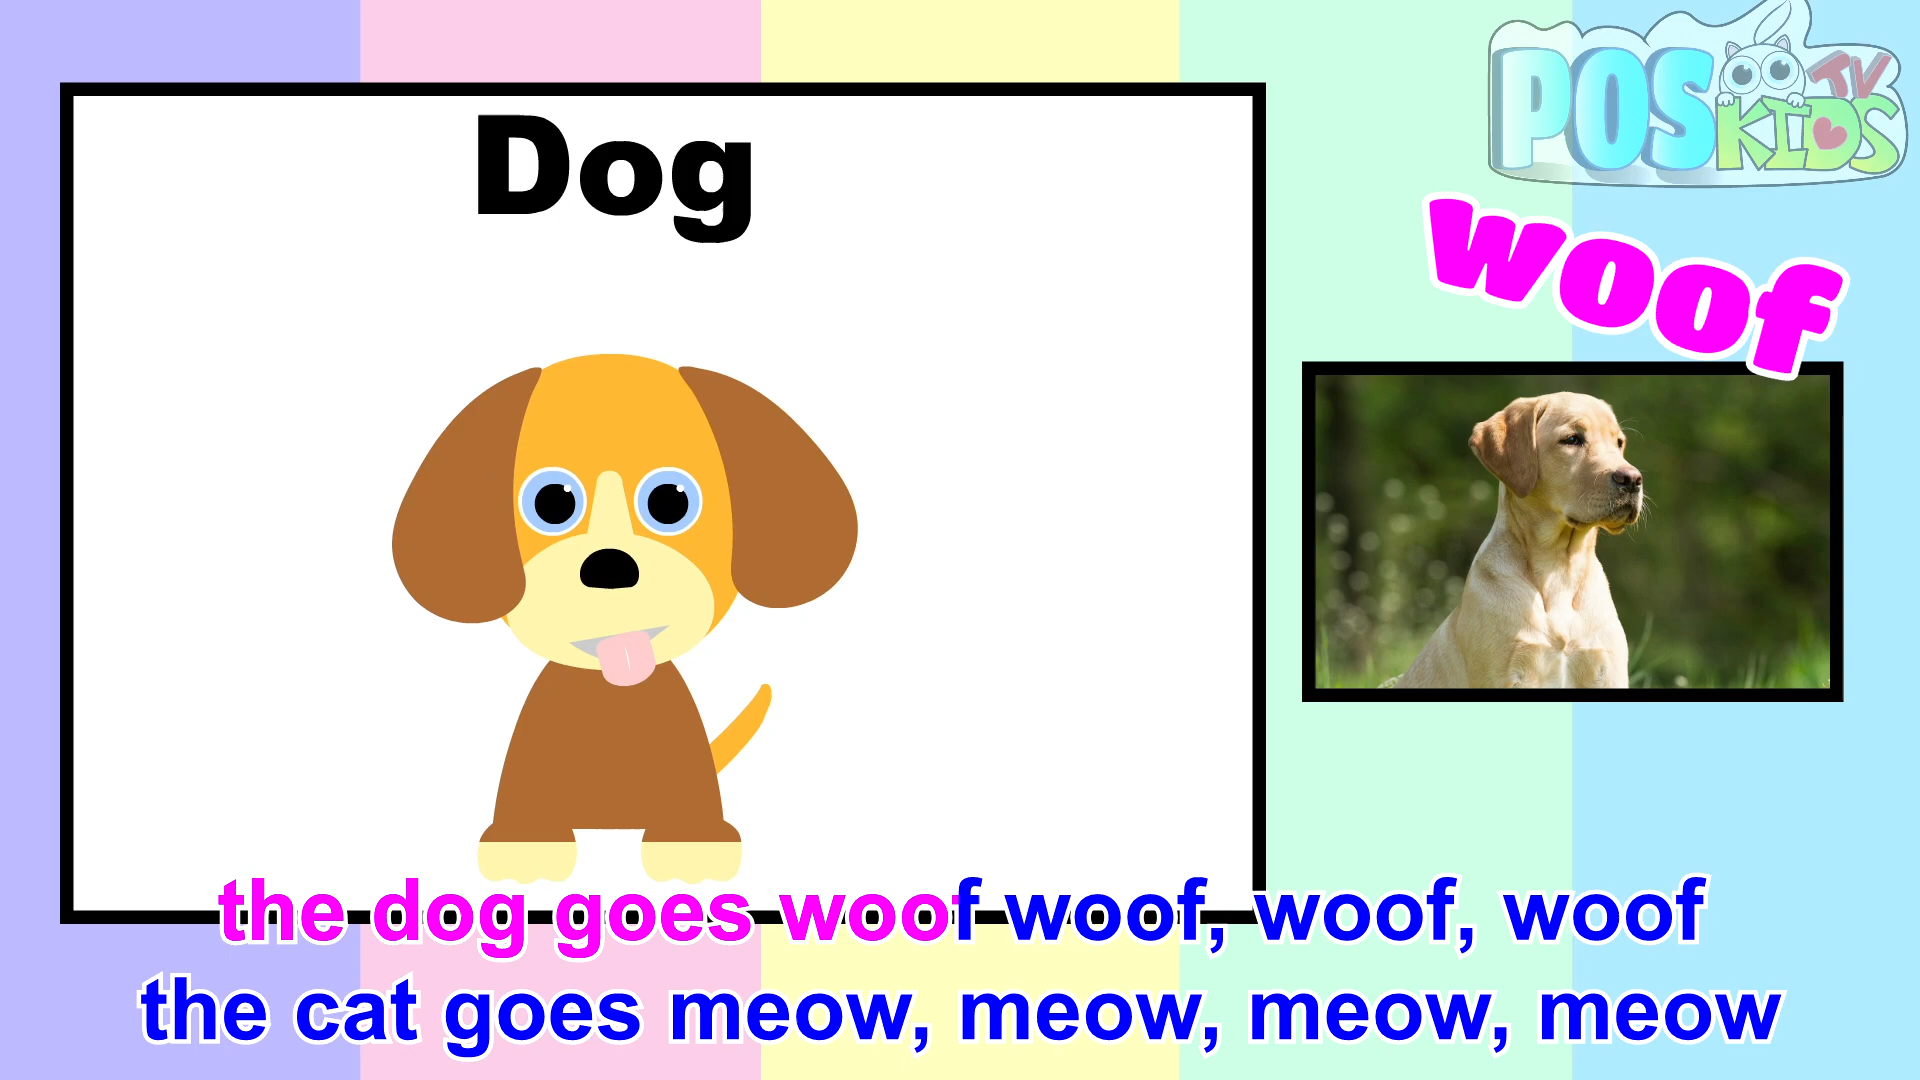 Dog
POS KIDS TV
woof
the dog goes woof woof, woof, woof
the cat goes meow, meow, meow, meow